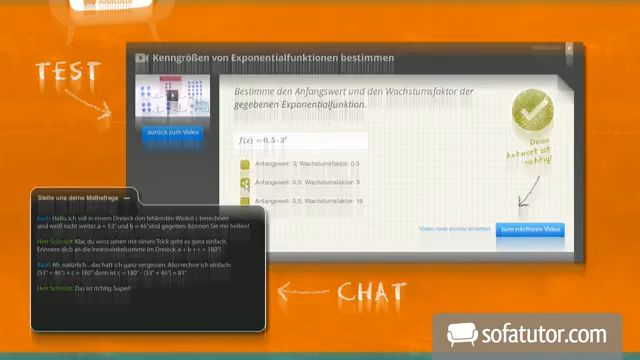 sofatutor
TEST
Kenngrößen von Exponentialfunktionen bestimmen
Bestimme den Anfangswert und den Wachstumsfaktor der
gegebenen Exponentialfunktion.
zurück zum Video
f(x) = 0,5·3ˣ
Anfangswert: 3; Wachstumsfaktor: 0,5
Anfangswert: 0,5; Wachstumsfaktor: 3
Anfangswert: 0,5; Wachstumsfaktor:
Deine
Antwort ist
richtig!
Video noch einmal ansehen
zum nächsten Video
Stelle uns deine Mathefrage
Bash: Hallo, ich soll in einem Dreieck den fehlenden Winkel c berechnen
und weiß nicht weiter. a = 53° und b = 46° sind gegeben. Können Sie mir helfen?
Herr Schmidt: Klar, du wirst sehen mit einem Trick geht es ganz einfach.
Erinnere dich an die Innenwinkelsumme im Dreieck. a + b + c = 180°)
Bash: Ah, natürlich...das hatt ich ganz vergessen. Also rechne ich einfach:
(53° + 46°) + c = 180° dann ist c = 180° - (53° + 46°) = 81°
Herr Schmidt: Das ist richtig! Super!
CHAT
sofatutor.com